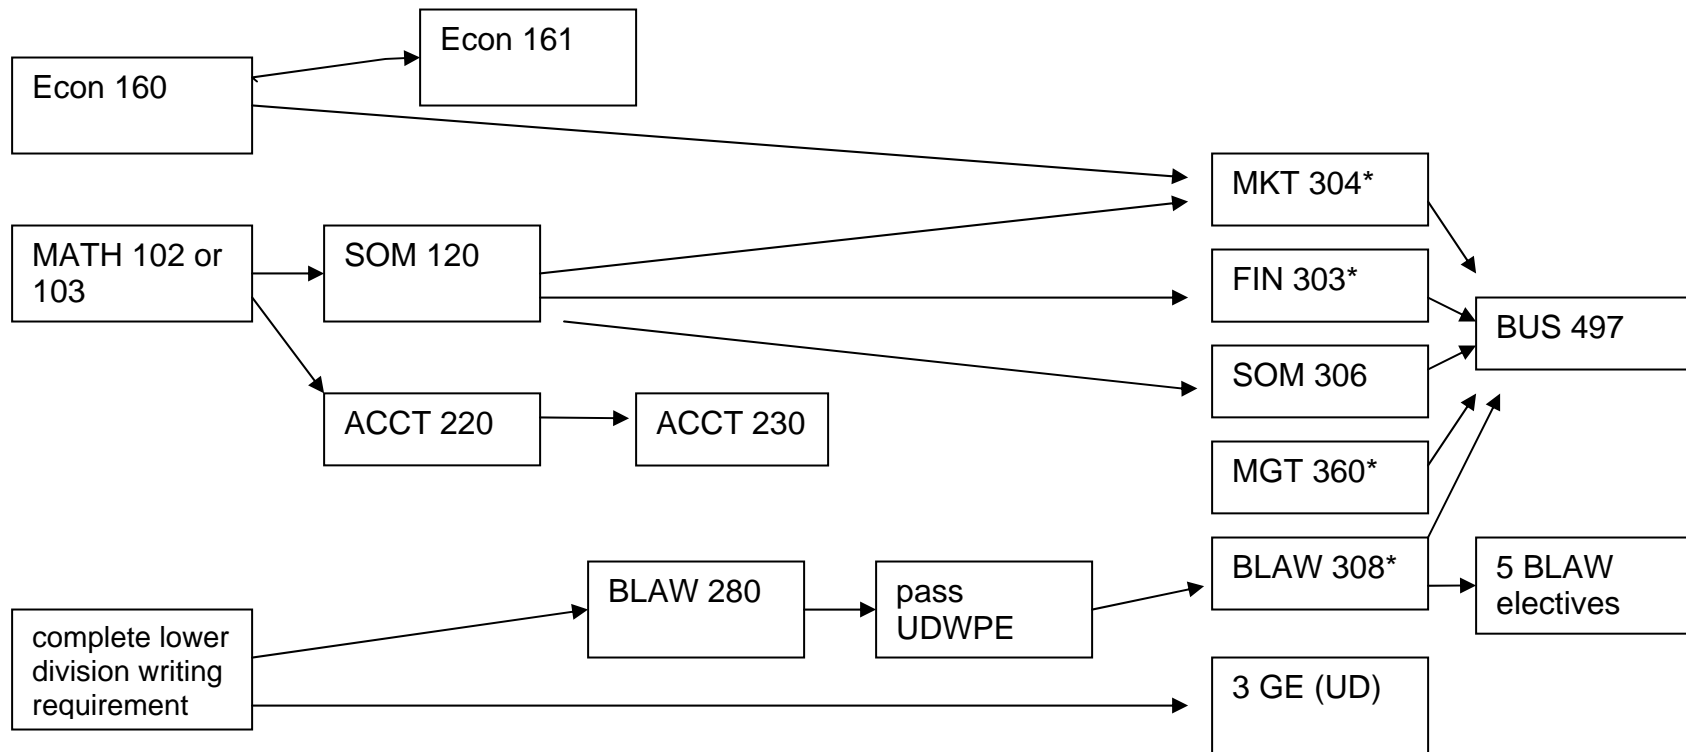 Econ 161
Econ 160
MKT 304*
MATH 102 or
103
SOM 120
FIN 303*
BUS 497
SOM 306
ACCT 220
ACCT 230
MGT 360*
BLAW 280
pass
UDWPE
BLAW 308*
5 BLAW
electives
complete lower
division writing
requirement
3 GE (UD)